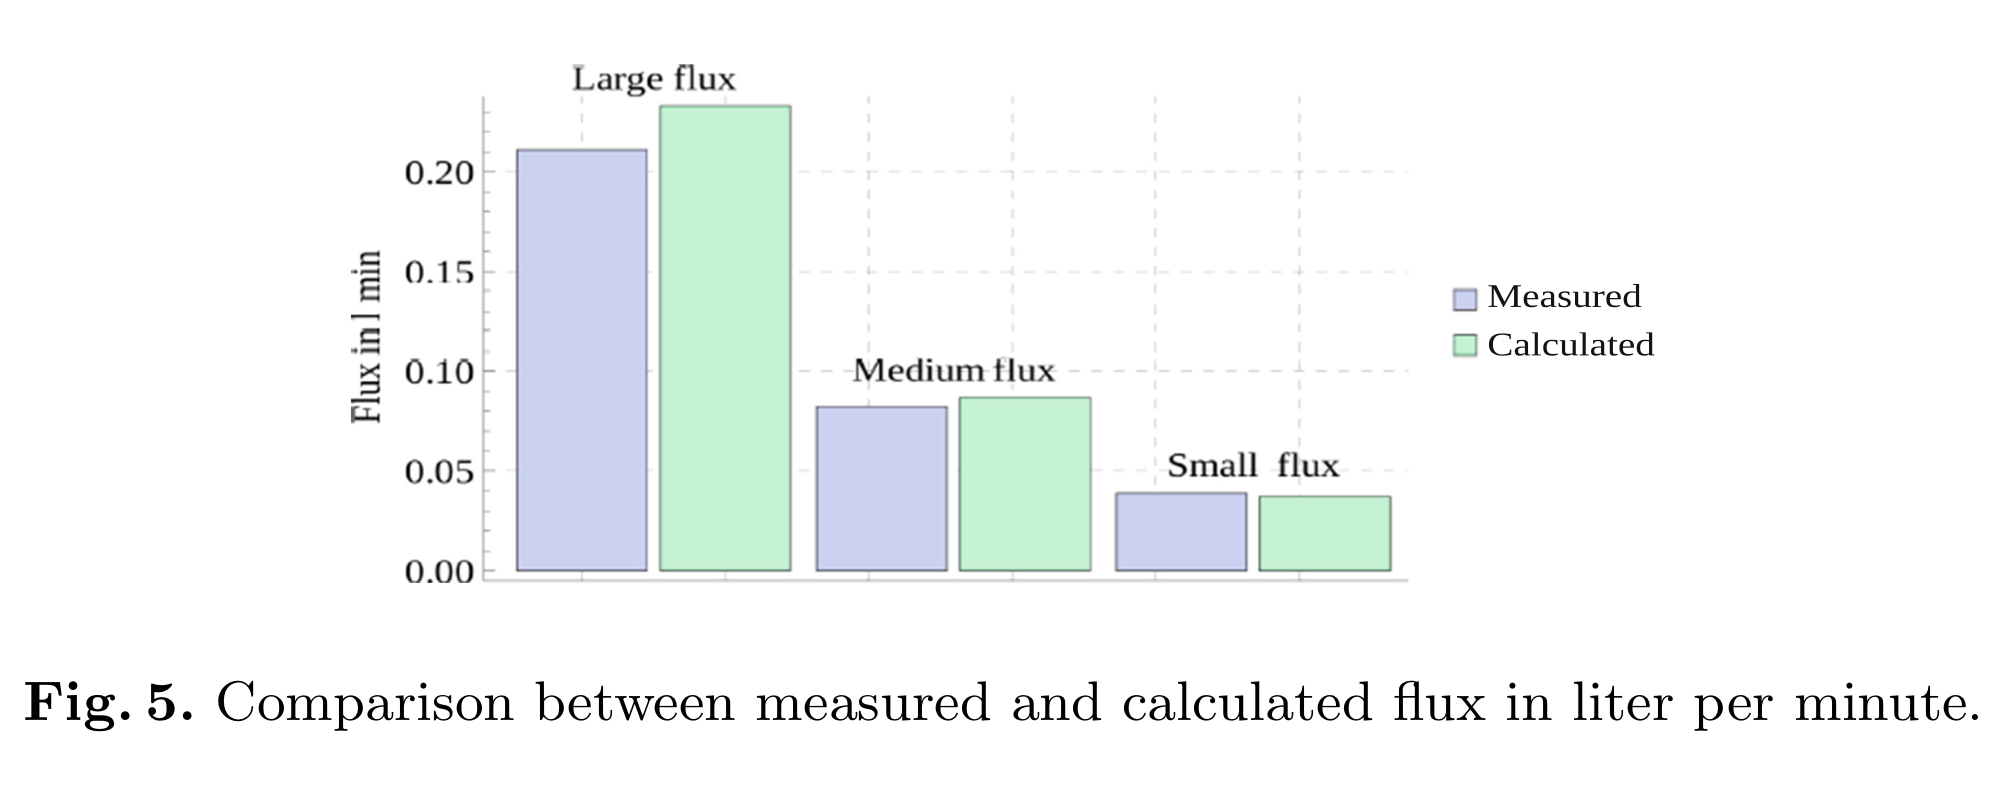 Large flux
0.20
0.15
0.10
0.05
0.00
Flux in l min
Medium flux
Small flux
Measured
Calculated
Fig. 5. Comparison between measured and calculated flux in liter per minute.